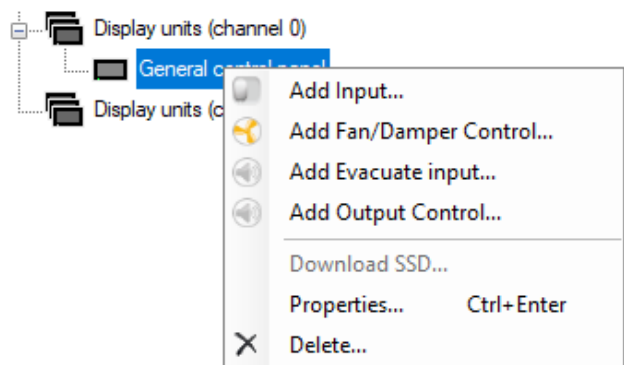 Display units (channel 0)
General control panel
Display units (c
Add Input...
Add Fan/Damper Control...
Add Evacuate input...
Add Output Control...
Download SSD...
Properties... Ctrl+Enter
Delete...